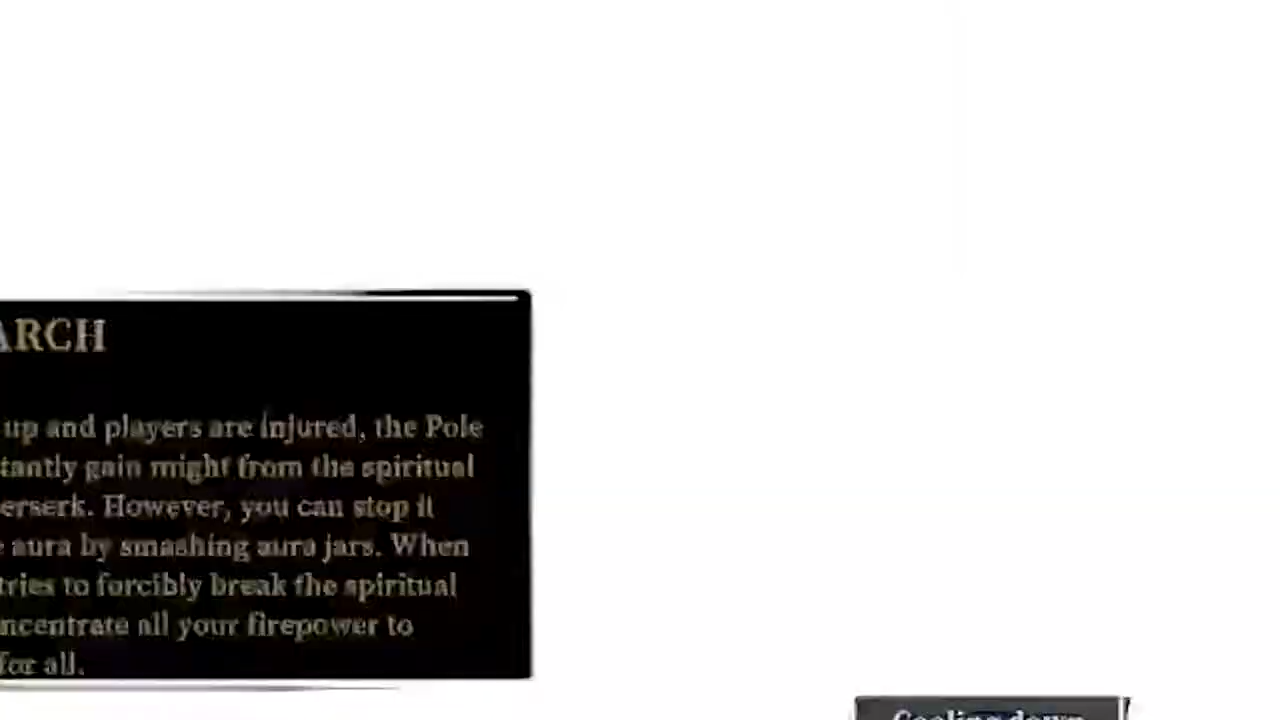 ARCH
up and players are injured, the Pole
tantly gain might from the spiritual
erserk. However, you can stop it
e aura by smashing aura jars. When
tries to forcibly break the spiritual
ncentrate all your firepower to
for all.
Cooling down